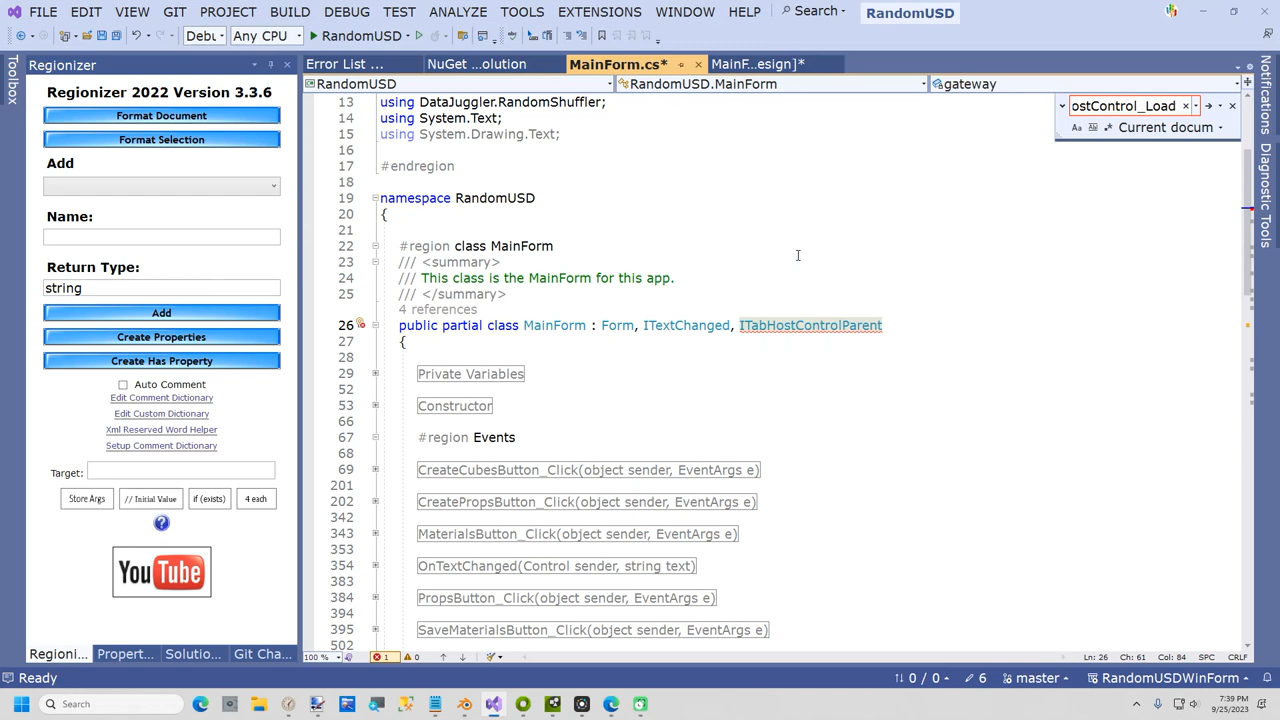 FILE EDIT VIEW GIT PROJECT BUILD DEBUG TEST ANALYZE TOOLS EXTENSIONS WINDOW HELP Search RandomUSD
Debu Any CPU RandomUSD
Toolbox
Regionizer
Regionizer 2022 Version 3.3.6
Format Document
Format Selection
Add
Name:
Return Type:
string
Add
Create Properties
Create Has Property
Auto Comment
Edit Comment Dictionary
Edit Custom Dictionary
Xml Reserved Word Helper
Setup Comment Dictionary
Target:
Store Args // Initial Value if (exists) 4 each
?
YouTube
Regioni... Propert... Solutio... Git Cha...
Error List ... NuGet ...olution MainForm.cs* MainF...esign]*
RandomUSD RandomUSD.MainForm gateway
ostControl_Load
Aa Current docum
13 using DataJuggler.RandomShuffler;
14 using System.Text;
15 using System.Drawing.Text;
16
17 #endregion
18
19 namespace RandomUSD
20 {
21
22 #region class MainForm
23 /// <summary>
24 /// This class is the MainForm for this app.
25 /// </summary>
4 references
26 public partial class MainForm : Form, ITextChanged, ITabHostControlParent
27 {
28
29 Private Variables
52
53 Constructor
66
67 #region Events
68
69 CreateCubesButton_Click(object sender, EventArgs e)
201
202 CreatePropsButton_Click(object sender, EventArgs e)
342
343 MaterialsButton_Click(object sender, EventArgs e)
353
354 OnTextChanged(Control sender, string text)
383
384 PropsButton_Click(object sender, EventArgs e)
394
395 SaveMaterialsButton_Click(object sender, EventArgs e)
502
100 % 1 0 Ln: 26 Ch: 61 Col: 84 SPC CRLF
Notifications
Diagnostic Tools
Ready 0 / 0 6 master RandomUSDWinForm
Search 7:39 PM
9/25/2023